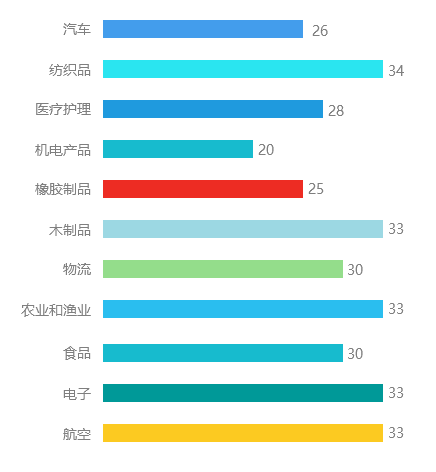 汽车 26
纺织品 34
医疗护理 28
机电产品 20
橡胶制品 25
木制品 33
物流 30
农业和渔业 33
食品 30
电子 33
航空 33